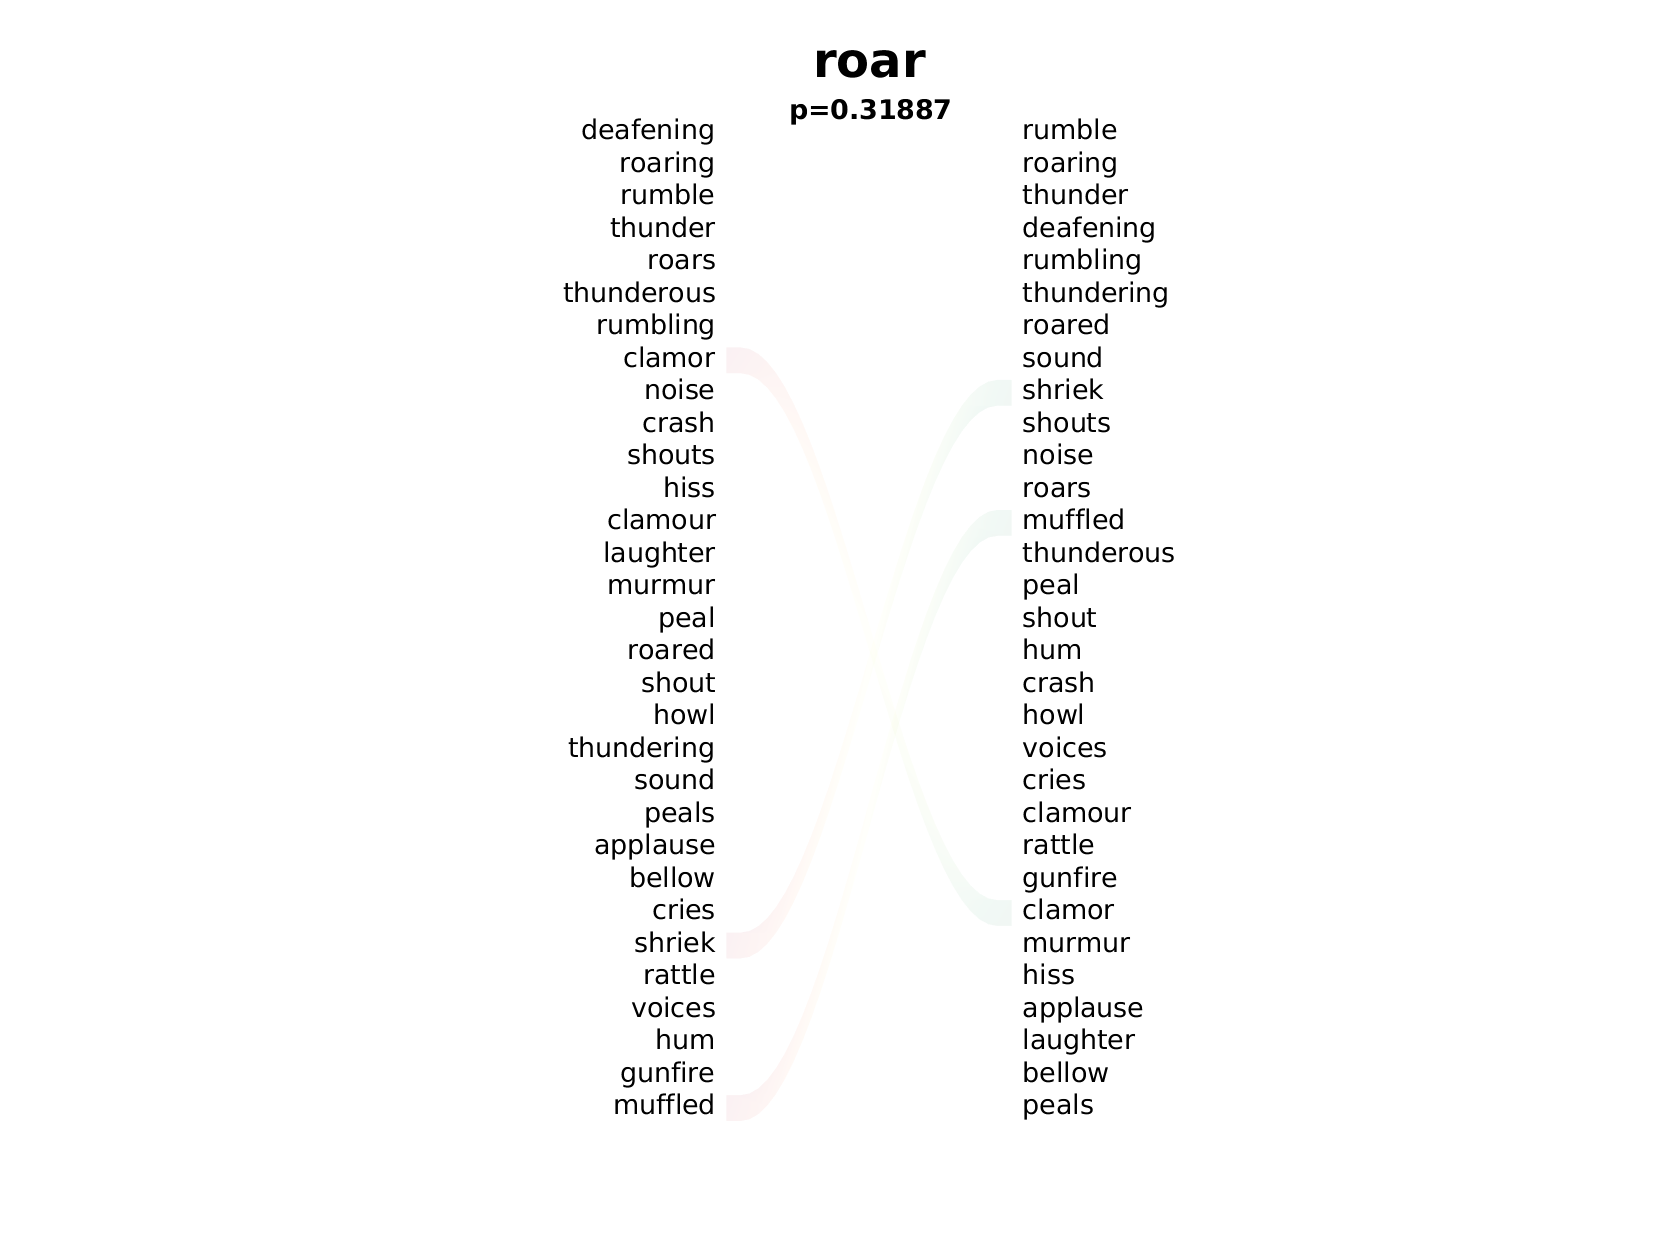 roar
p=0.31887
deafening rumble
roaring roaring
rumble thunder
thunder deafening
roars rumbling
thunderous thundering
rumbling roared
clamor sound
noise shriek
crash shouts
shouts noise
hiss roars
clamour muffled
laughter thunderous
murmur peal
peal shout
roared hum
shout crash
howl howl
thundering voices
sound cries
peals clamour
applause rattle
bellow gunfire
cries clamor
shriek murmur
rattle hiss
voices applause
hum laughter
gunfire bellow
muffled peals